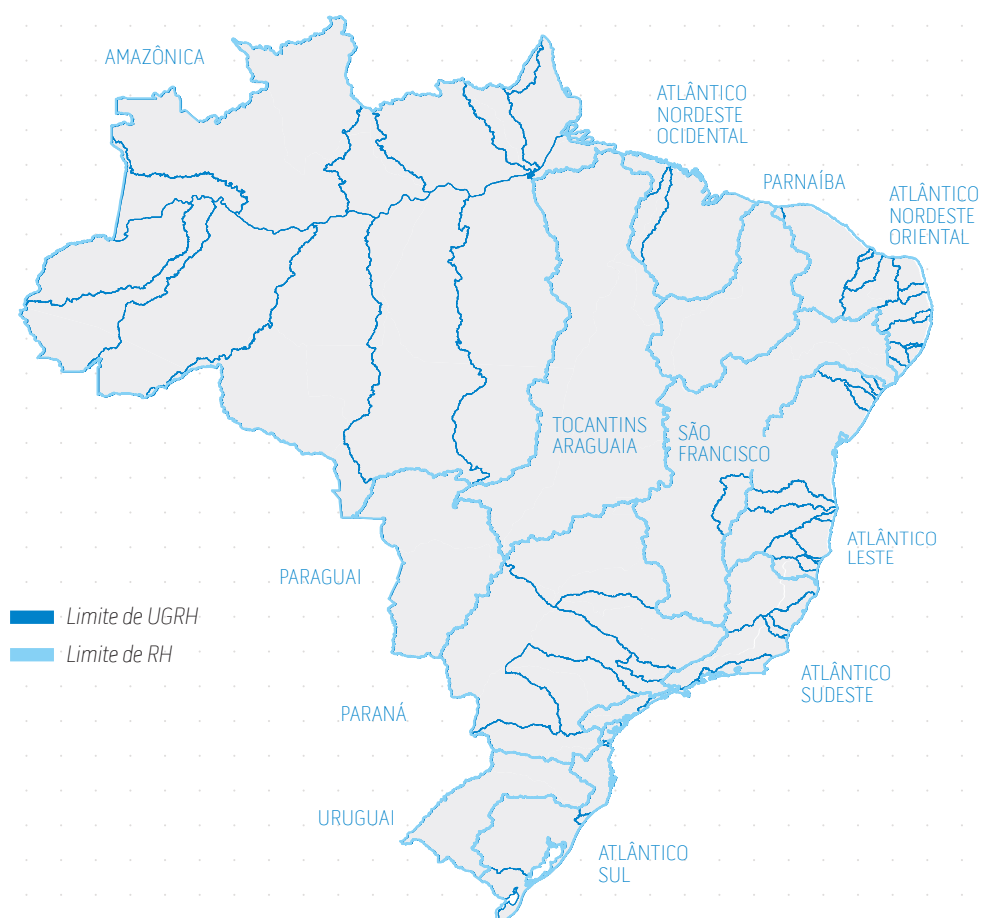 AMAZÔNICA
ATLÂNTICO
NORDESTE
OCIDENTAL
PARNAÍBA
ATLÂNTICO
NORDESTE
ORIENTAL
TOCANTINS
ARAGUAIA
SÃO
FRANCISCO
ATLÂNTICO
LESTE
PARAGUAI
Limite de UGRH
Limite de RH
ATLÂNTICO
SUDESTE
PARANÁ
URUGUAI
ATLÂNTICO
SUL